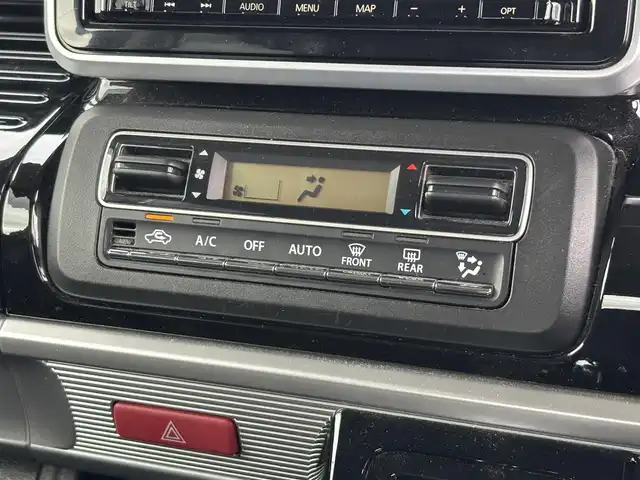 AUDIO MENU MAP − + OPT
A/C OFF AUTO FRONT REAR